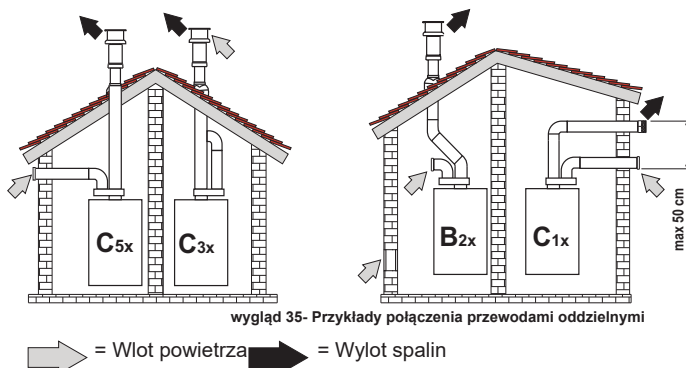 C5x
C3x
B2x
C1x
max 50 cm
wygląd 35- Przykłady połączenia przewodami oddzielnymi
= Wlot powietrza = Wylot spalin